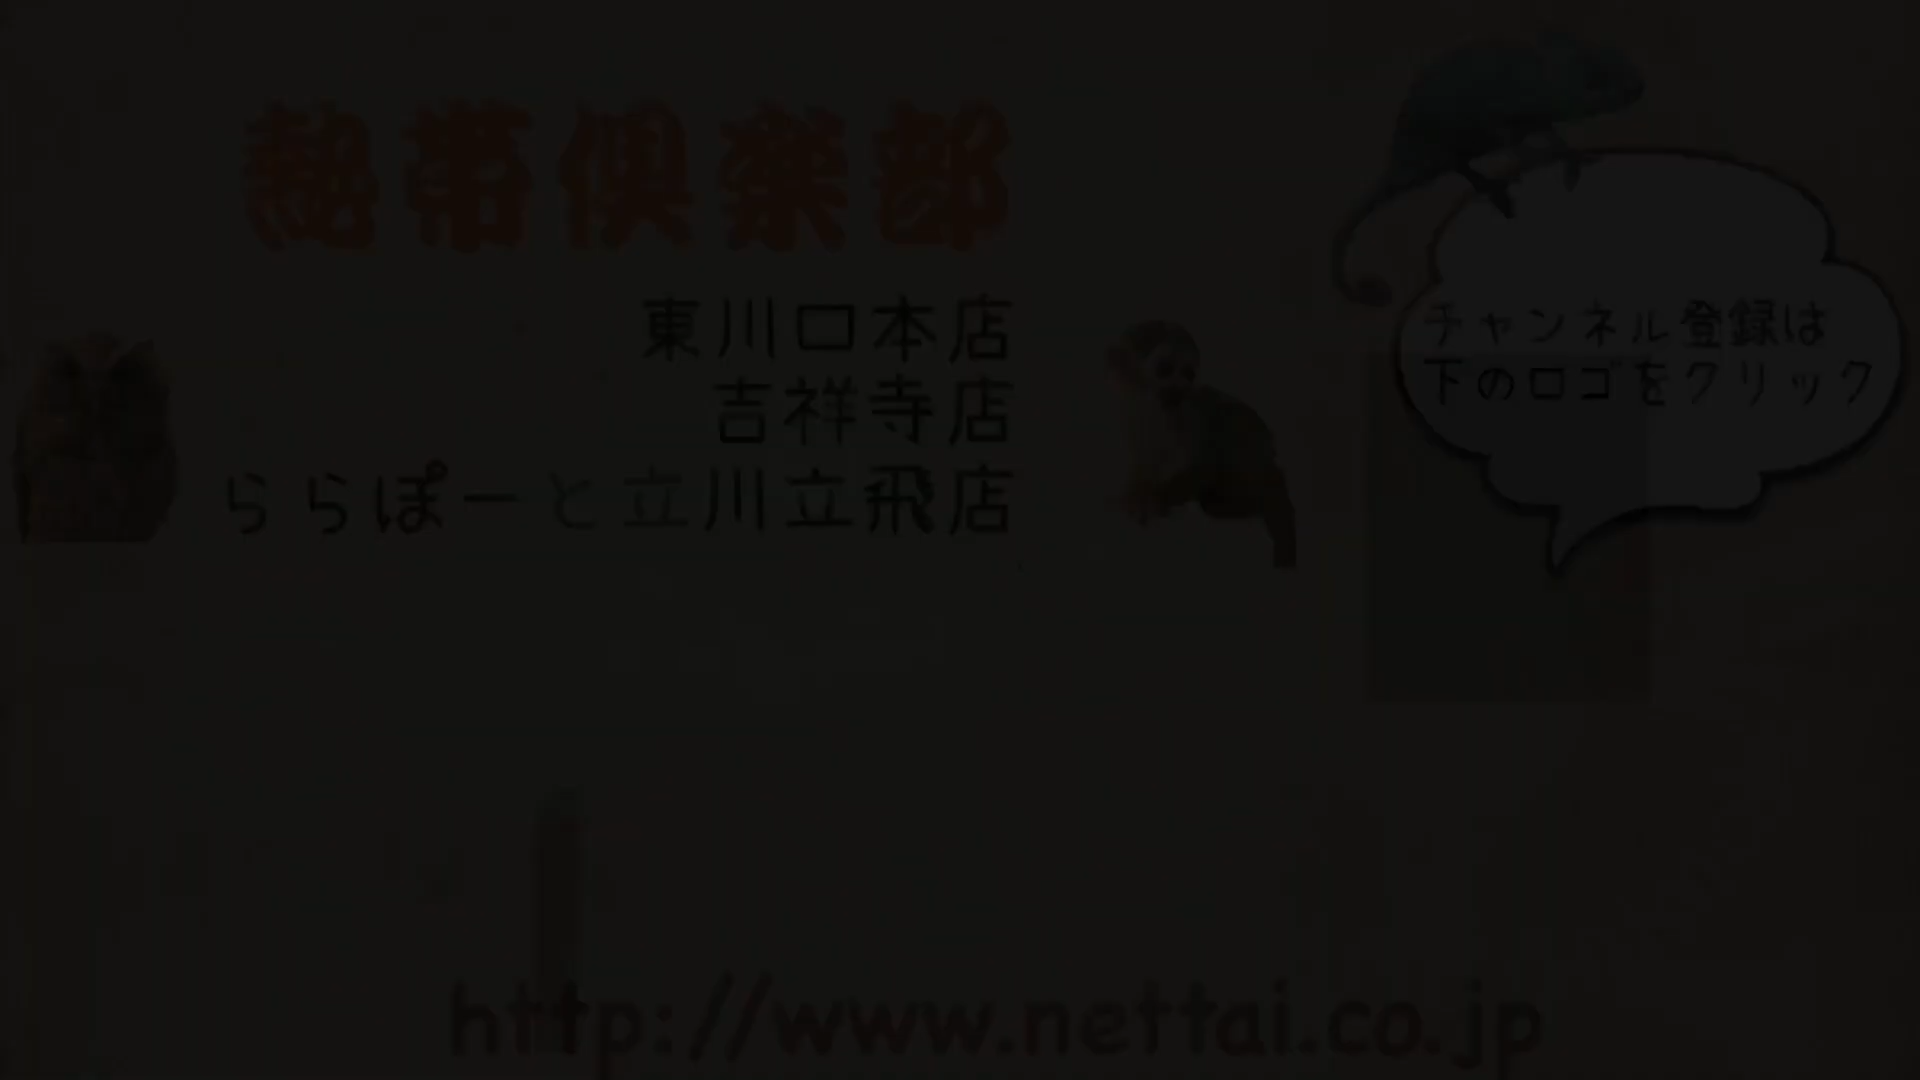 熱帯倶楽部
東川口本店
吉祥寺店
ららぽーと立川立飛店
チャンネル登録は
下のロゴをクリック
http://www.nettai.co.jp